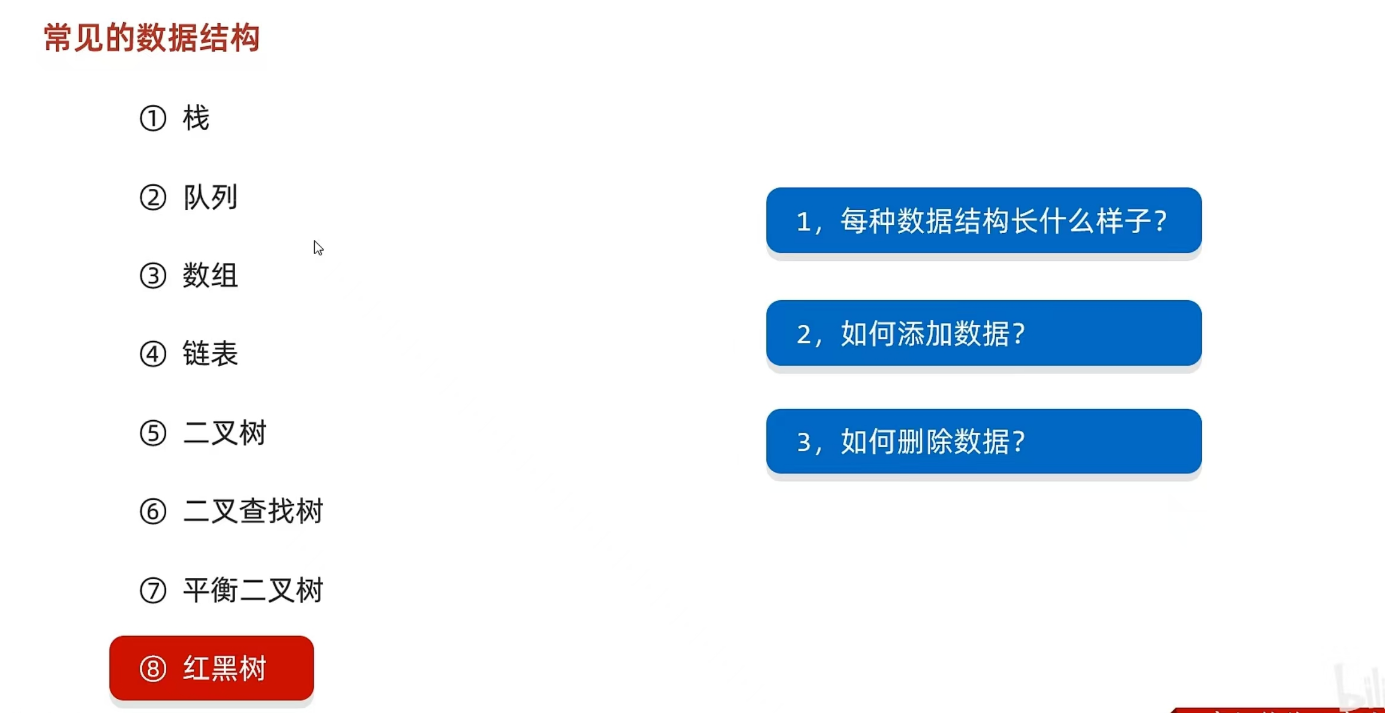 常见的数据结构
① 栈
② 队列
③ 数组
④ 链表
⑤ 二叉树
⑥ 二叉查找树
⑦ 平衡二叉树
⑧ 红黑树
1，每种数据结构长什么样子？
2，如何添加数据？
3，如何删除数据？